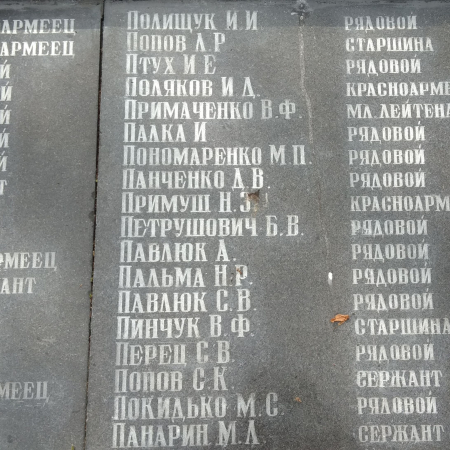 АРМЕЕЦ ПОЛИЩУК И.И РЯДОВОЙ
АРМЕЕЦ ПОПОВ Л.Р СТАРШИНА
Й ПТУХ И Е РЯДОВОЙ
Й ПОЛЯКОВ И Д. КРАСНОАРМЕ
Й ПРИМАЧЕНКО В.Ф. МЛ.ЛЕЙТЕНА
Й ПАЛКА И РЯДОВОЙ
Й ПОНОМАРЕНКО М.П. РЯДОВОЙ
Т ПАНЧЕНКО Д.В РЯДОВОЙ
ПРИМУШ Н. КРАСНОАРМ
ПЕТРУШОВИЧ Б.В. РЯДОВОЙ
РМЕЕЦ ПАВЛЮК А. РЯДОВОЙ
АНТ ПАЛЬМА Н.Р. РЯДОВОЙ
ПАВЛЮК С.В. РЯДОВОЙ
ПИНЧУК В.Ф. СТАРШИНА
ПЕРЕЦ С В. РЯДОВОЙ
МЕЕЦ ПОПОВ С.К СЕРЖАНТ
ПОКИДЬКО М.С. РЯДОВОЙ
ПАНАРИН М.Л СЕРЖАНТ